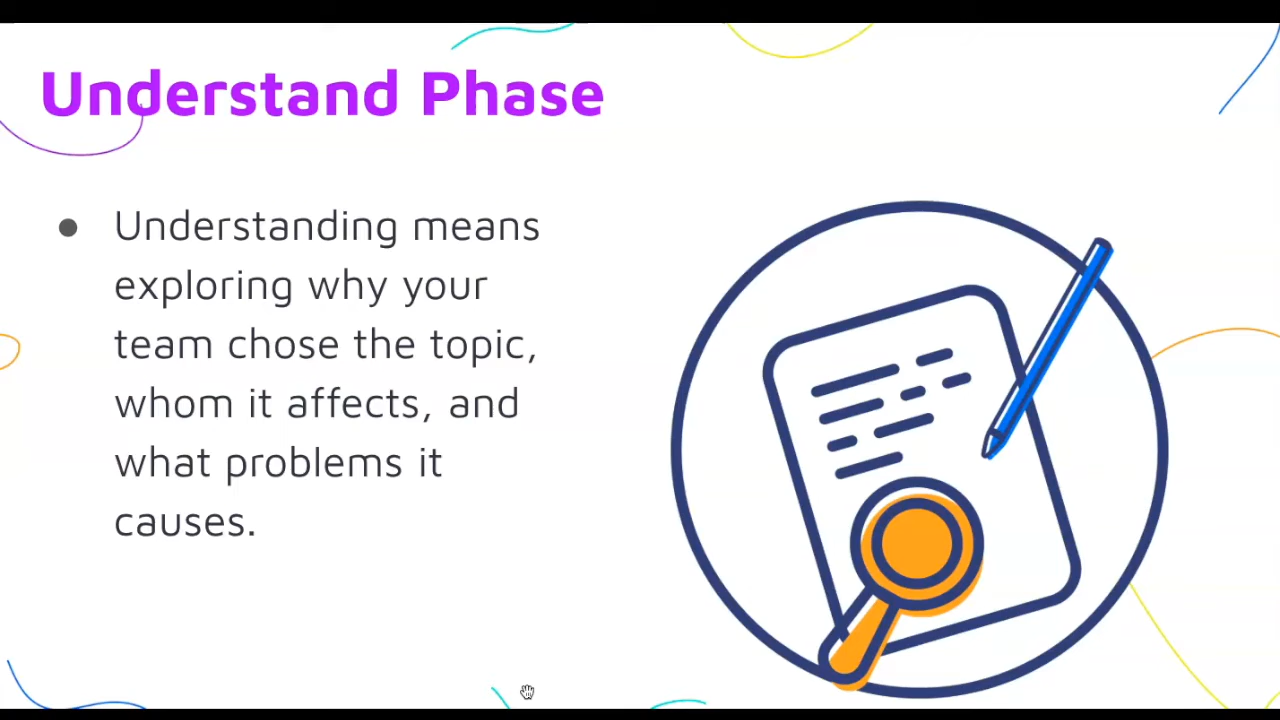 Understand Phase
● Understanding means
exploring why your
team chose the topic,
whom it affects, and
what problems it
causes.